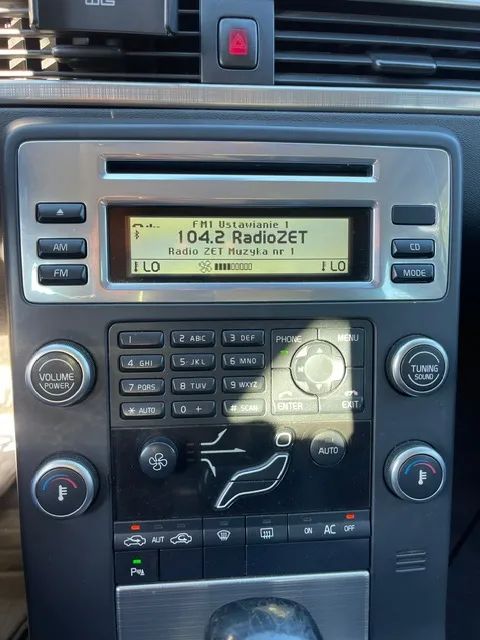 FM1 Ustawianie 1
104.2 RadioZET
Radio ZET Muzyka nr 1
LO LO
AM
FM
CD
MODE
VOLUME
POWER
TUNING
SOUND
1 2 ABC 3 DEF
4 GHI 5 JKL 6 MNO
7 PQRS 8 TUV 9 WXYZ
* AUTO 0 + # SCAN
PHONE MENU
ENTER EXIT
AUTO
AUT
ON AC OFF
P